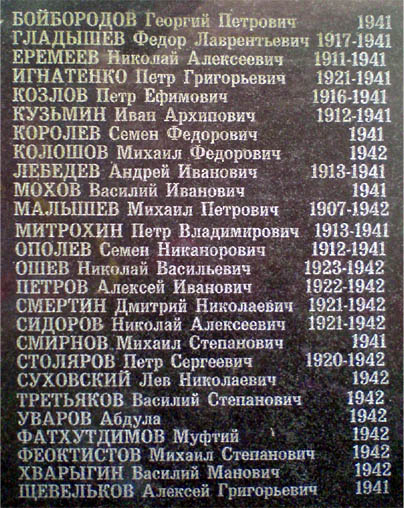 БОЙБОРОДОВ Георгий Петрович 1941
ГЛАДЫШЕВ Федор Лаврентьевич 1917-1941
ЕРЕМЕЕВ Николай Алексеевич 1911-1941
ИГНАТЕНКО Петр Григорьевич 1921-1941
КОЗЛОВ Петр Ефимович 1916-1941
КУЗЬМИН Иван Архипович 1912-1941
КОРОЛЕВ Семен Федорович 1941
КОЛОШОВ Михаил Федорович 1942
ЛЕБЕДЕВ Андрей Иванович 1913-1941
МОХОВ Василий Иванович 1941
МАЛЫШЕВ Михаил Петрович 1907-1942
МИТРОХИН Петр Владимирович 1913-1941
ОПОЛЕВ Семен Никанорович 1912-1941
ОШЕВ Николай Васильевич 1923-1942
ПЕТРОВ Алексей Иванович 1922-1942
СМЕРТИН Дмитрий Николаевич 1921-1942
СИДОРОВ Николай Алексеевич 1921-1942
СМИРНОВ Михаил Степанович 1941
СТОЛЯРОВ Петр Сергеевич 1920-1942
СУХОВСКИЙ Лев Николаевич 1942
ТРЕТЬЯКОВ Василий Степанович 1942
УВАРОВ Абдула 1942
ФАТХУТДИМОВ Муфтий 1942
ФЕОКТИСТОВ Михаил Степанович 1942
ХВАРЫГИН Василий Манович 1942
ЩЕВЕЛЬКОВ Алексей Григорьевич 1941